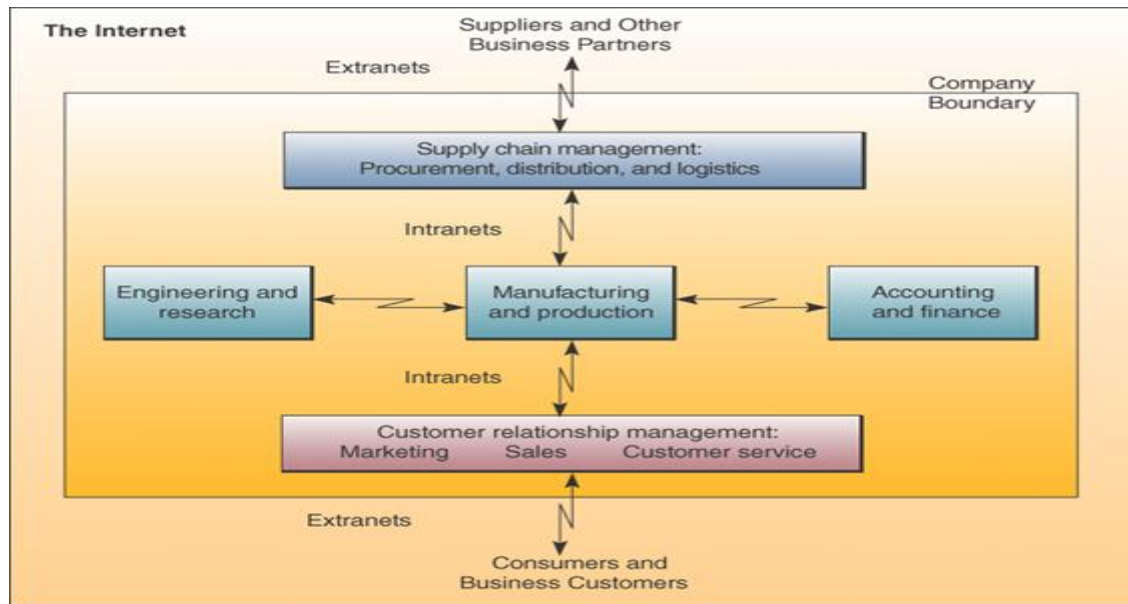 The Internet
Suppliers and Other
Business Partners
Extranets
Company
Boundary
Supply chain management:
Procurement, distribution, and logistics
Intranets
Engineering and
research
Manufacturing
and production
Accounting
and finance
Intranets
Customer relationship management:
Marketing Sales Customer service
Extranets
Consumers and
Business Customers